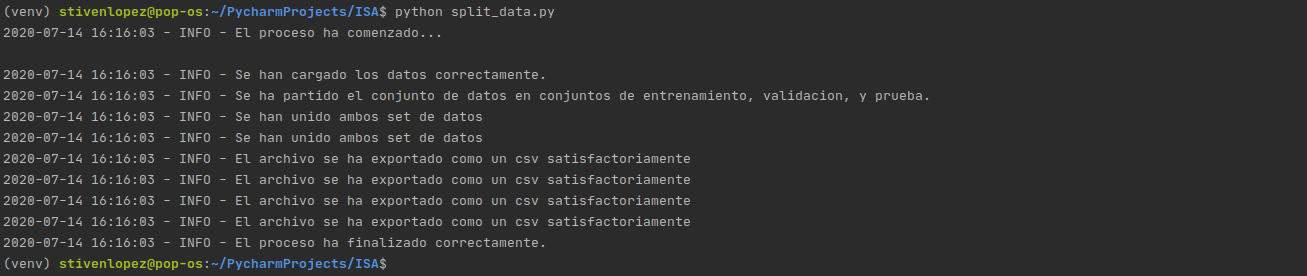 (venv) stivenlopez@pop-os:~/PycharmProjects/ISA$ python split_data.py
2020-07-14 16:16:03 - INFO - El proceso ha comenzado...
2020-07-14 16:16:03 - INFO - Se han cargado los datos correctamente.
2020-07-14 16:16:03 - INFO - Se ha partido el conjunto de datos en conjuntos de entrenamiento, validacion, y prueba.
2020-07-14 16:16:03 - INFO - Se han unido ambos set de datos
2020-07-14 16:16:03 - INFO - Se han unido ambos set de datos
2020-07-14 16:16:03 - INFO - El archivo se ha exportado como un csv satisfactoriamente
2020-07-14 16:16:03 - INFO - El archivo se ha exportado como un csv satisfactoriamente
2020-07-14 16:16:03 - INFO - El archivo se ha exportado como un csv satisfactoriamente
2020-07-14 16:16:03 - INFO - El archivo se ha exportado como un csv satisfactoriamente
2020-07-14 16:16:03 - INFO - El proceso ha finalizado correctamente.
(venv) stivenlopez@pop-os:~/PycharmProjects/ISA$